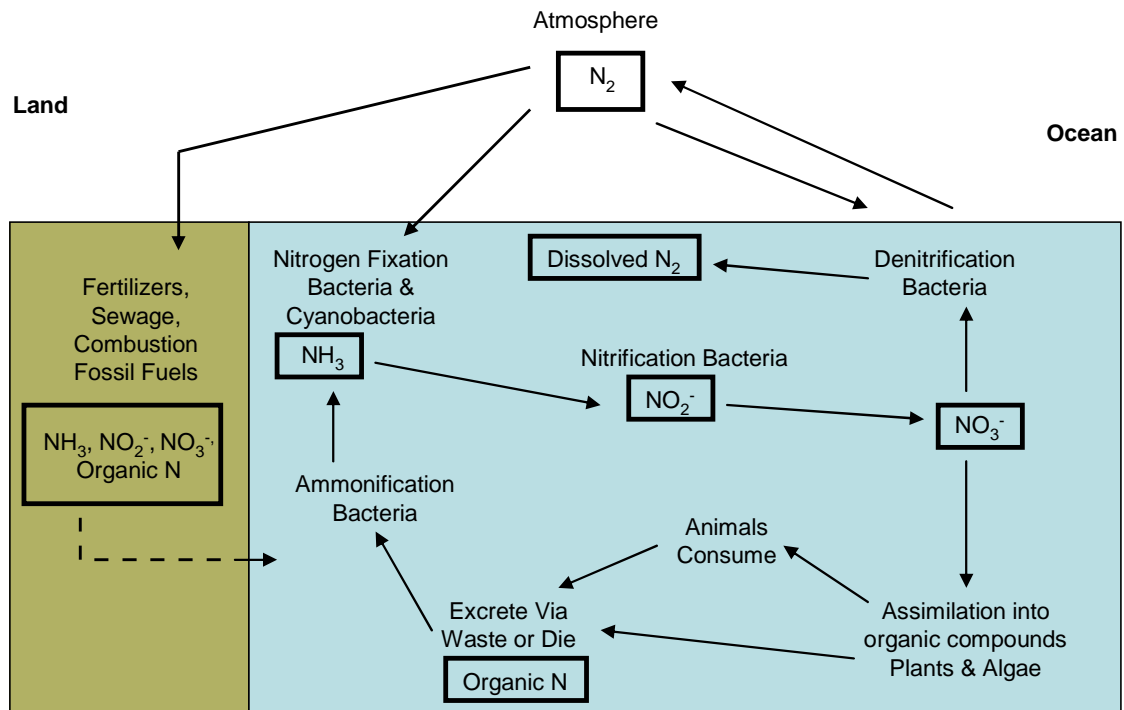 Atmosphere
N₂
Land
Ocean
Fertilizers,
Sewage,
Combustion
Fossil Fuels
NH₃, NO₂⁻, NO₃⁻,
Organic N
Nitrogen Fixation
Bacteria &
Cyanobacteria
NH₃
Dissolved N₂
Denitrification
Bacteria
Nitrification Bacteria
NO₂⁻
NO₃⁻
Ammonification
Bacteria
Animals
Consume
Excrete Via
Waste or Die
Organic N
Assimilation into
organic compounds
Plants & Algae